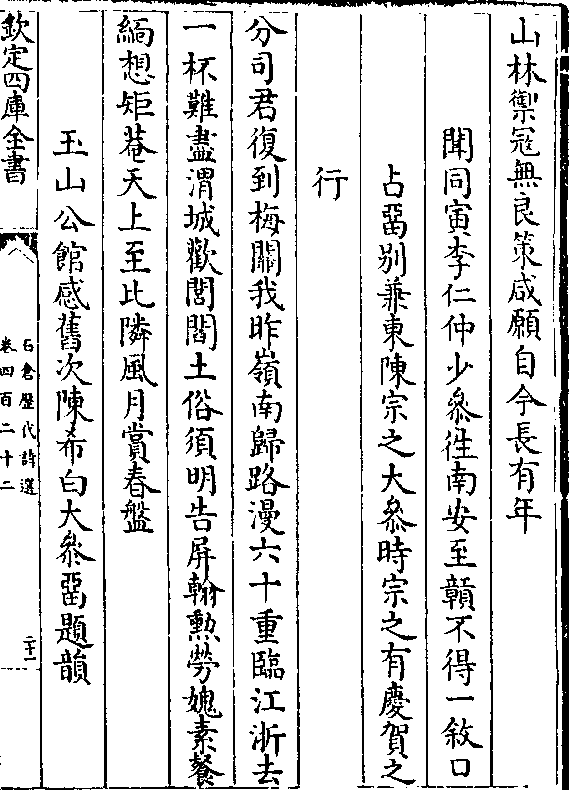 山林禦冦無良策咸願自今長有年
聞同寅李仁仲少叅徃南安至贛不得一敘口
占畱别兼柬陳宗之大叅時宗之有慶賀之
行
分司君復到梅關我昨嶺南歸路漫六十重臨江浙去
一杯難盡渭城歡閭閻土俗須明告屏翰勲勞媿素餐
緬想矩菴天上至比隣風月賞春盤
玉山公館感舊次陳希白大叅畱題韻
欽定四庫全書
石倉歴代詩選
卷四百二十二
二十二